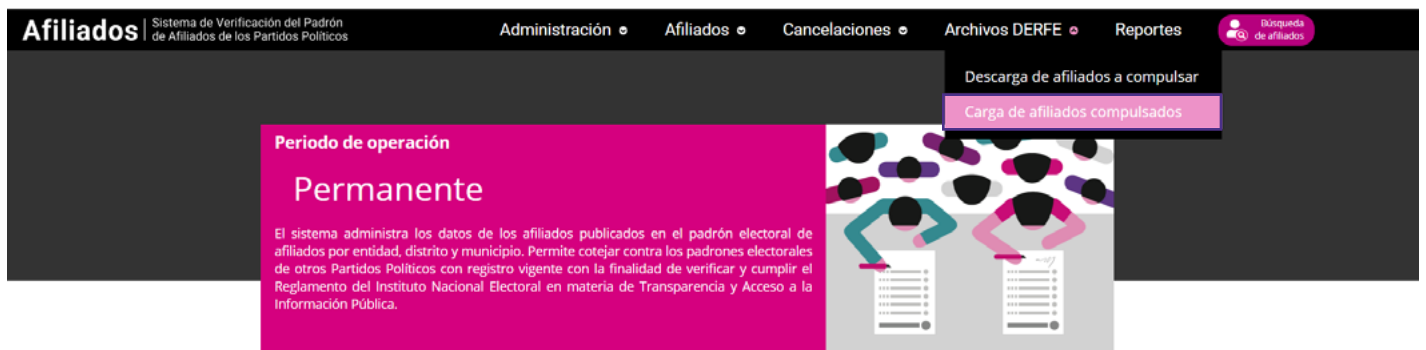 Afiliados
Sistema de Verificación del Padrón
de Afiliados de los Partidos Políticos
Administración
Afiliados
Cancelaciones
Archivos DERFE
Reportes
Búsqueda
de afiliados
Descarga de afiliados a compulsar
Carga de afiliados compulsados
Periodo de operación
Permanente
El sistema administra los datos de los afiliados publicados en el padrón electoral de
afiliados por entidad, distrito y municipio. Permite cotejar contra los padrones electorales
de otros Partidos Políticos con registro vigente con la finalidad de verificar y cumplir el
Reglamento del Instituto Nacional Electoral en materia de Transparencia y Acceso a la
Información Pública.